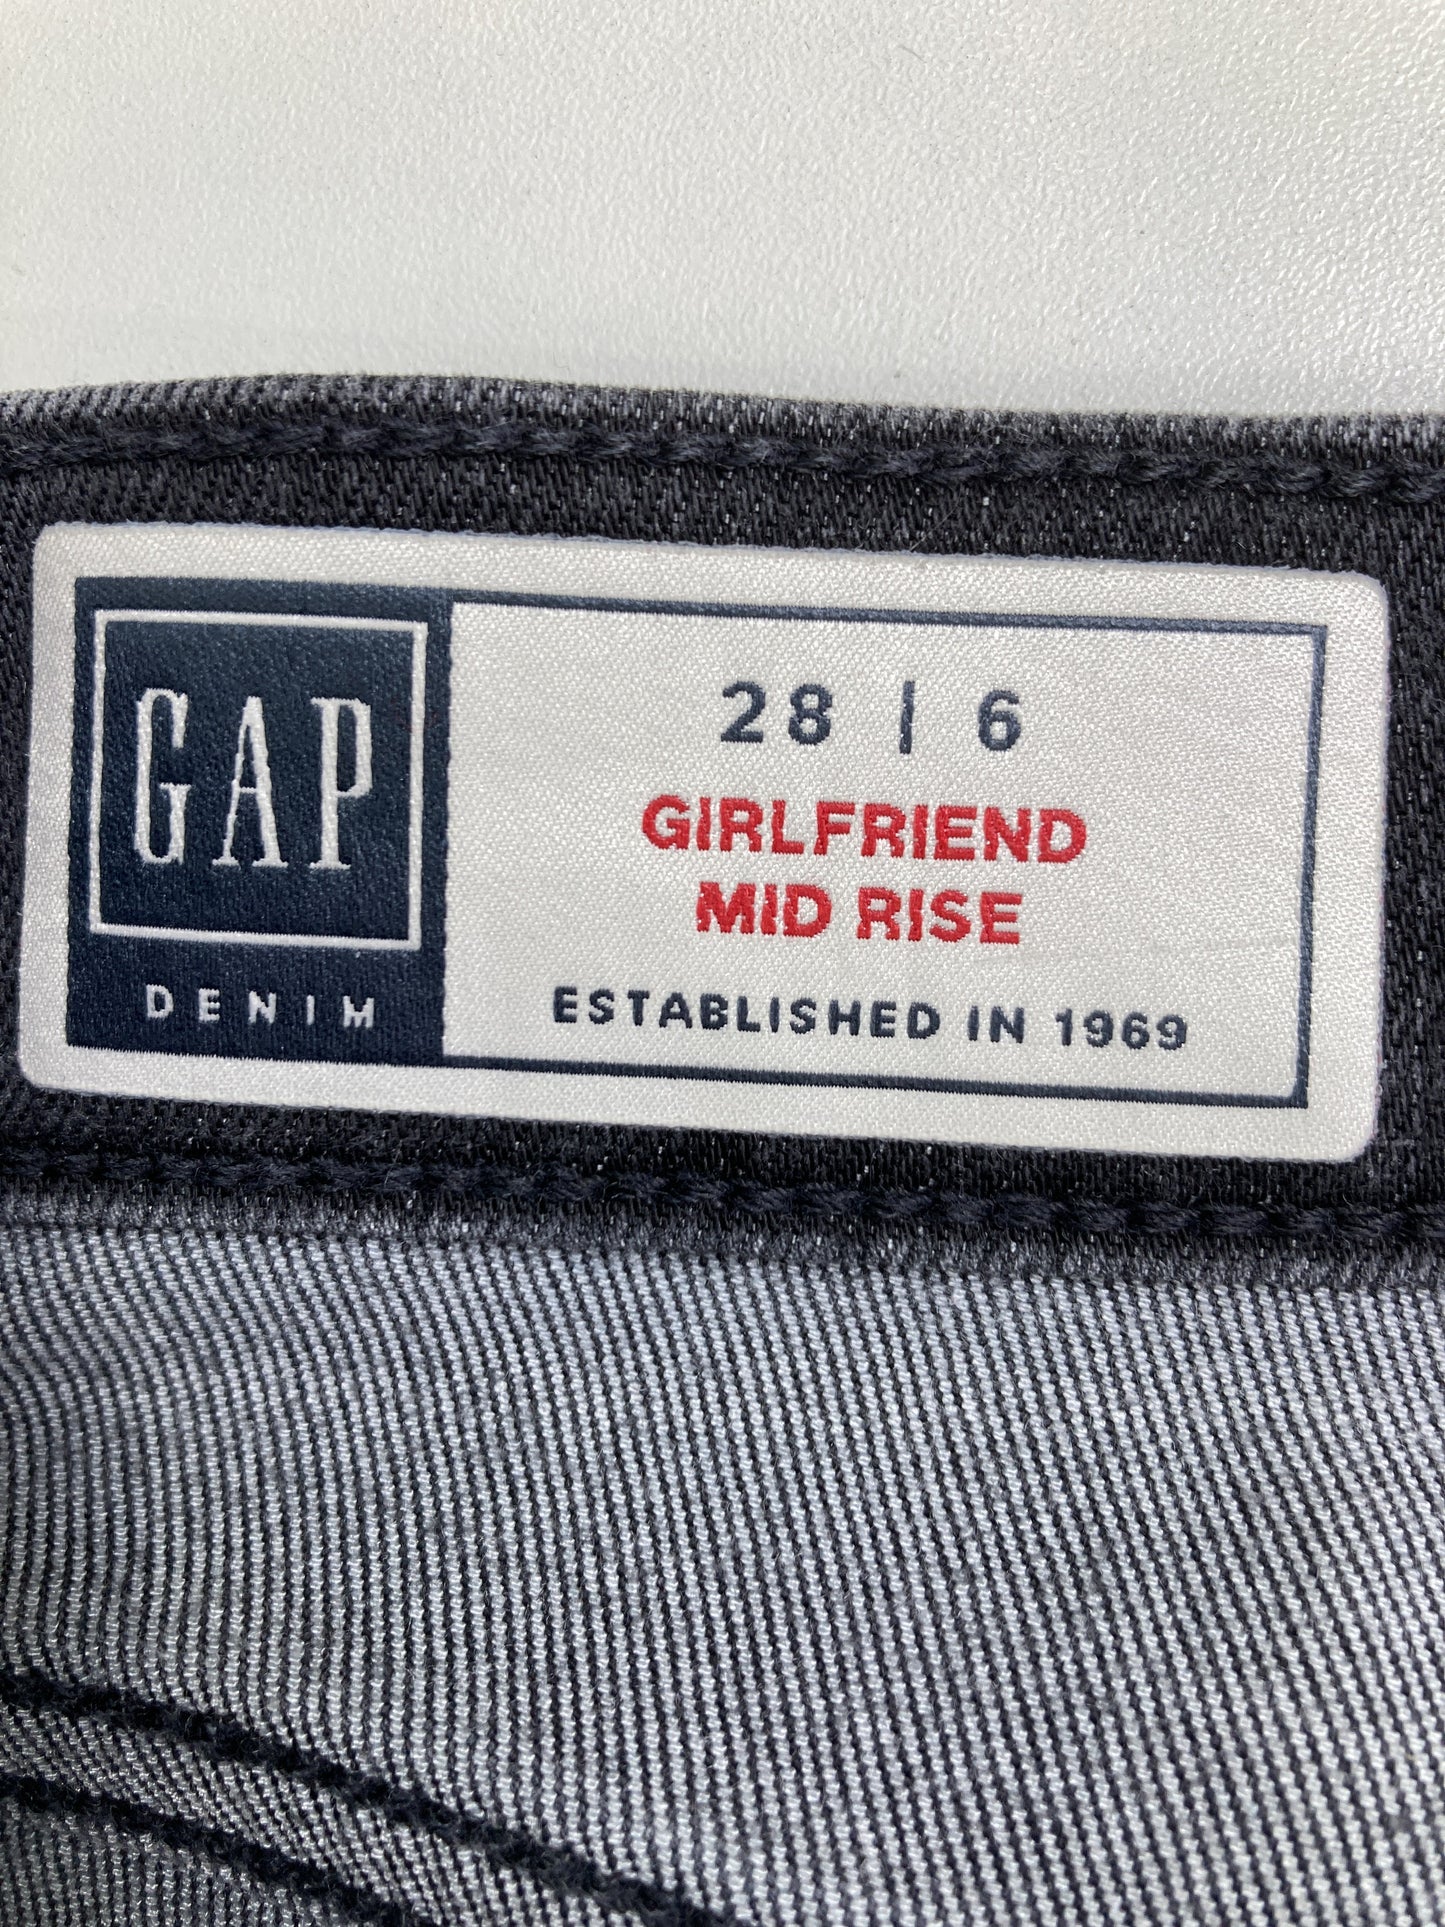 GAP
DENIM
28 | 6
GIRLFRIEND
MID RISE
ESTABLISHED IN 1969